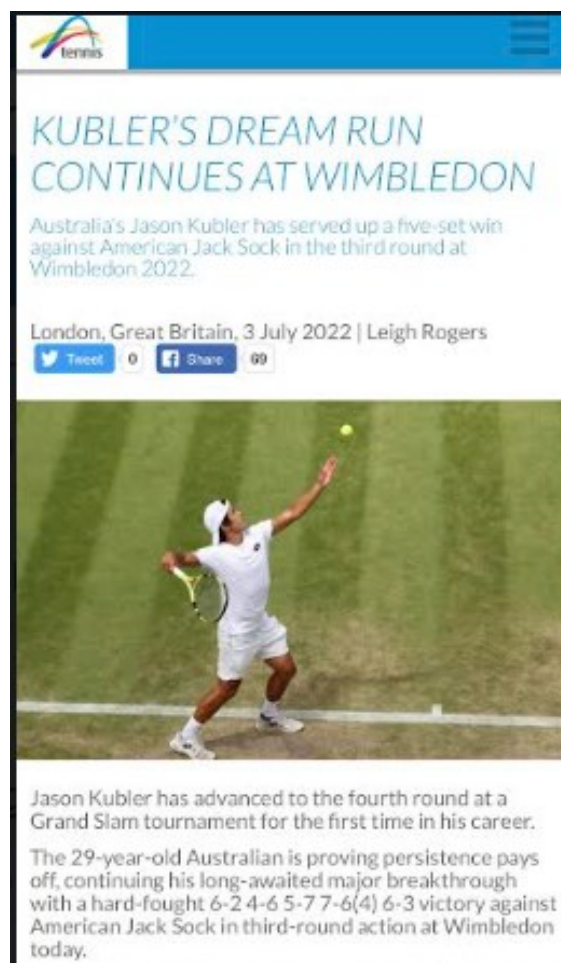 tennis
KUBLER'S DREAM RUN
CONTINUES AT WIMBLEDON
Australia's Jason Kubler has served up a five-set win
against American Jack Sock in the third round at
Wimbledon 2022.
London, Great Britain, 3 July 2022 | Leigh Rogers
Tweet 0 Share 69
Jason Kubler has advanced to the fourth round at a
Grand Slam tournament for the first time in his career.
The 29-year-old Australian is proving persistence pays
off, continuing his long-awaited major breakthrough
with a hard-fought 6-2 4-6 5-7 7-6(4) 6-3 victory against
American Jack Sock in third-round action at Wimbledon
today.